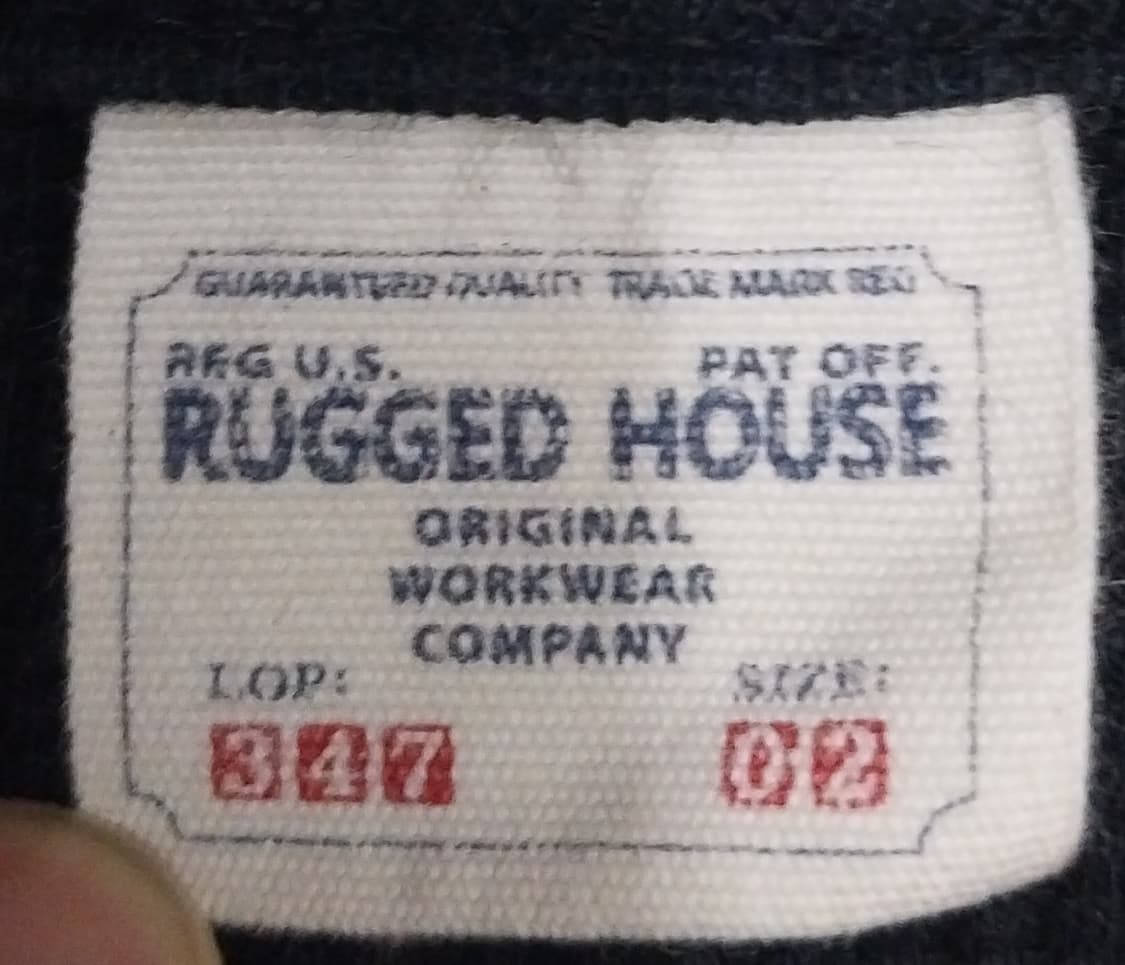 GUARANTEED QUALITY TRADE MARK REG
REG U.S. PAT OFF.
RUGGED HOUSE
ORIGINAL
WORKWEAR
COMPANY
LOP: SIZE:
347 02